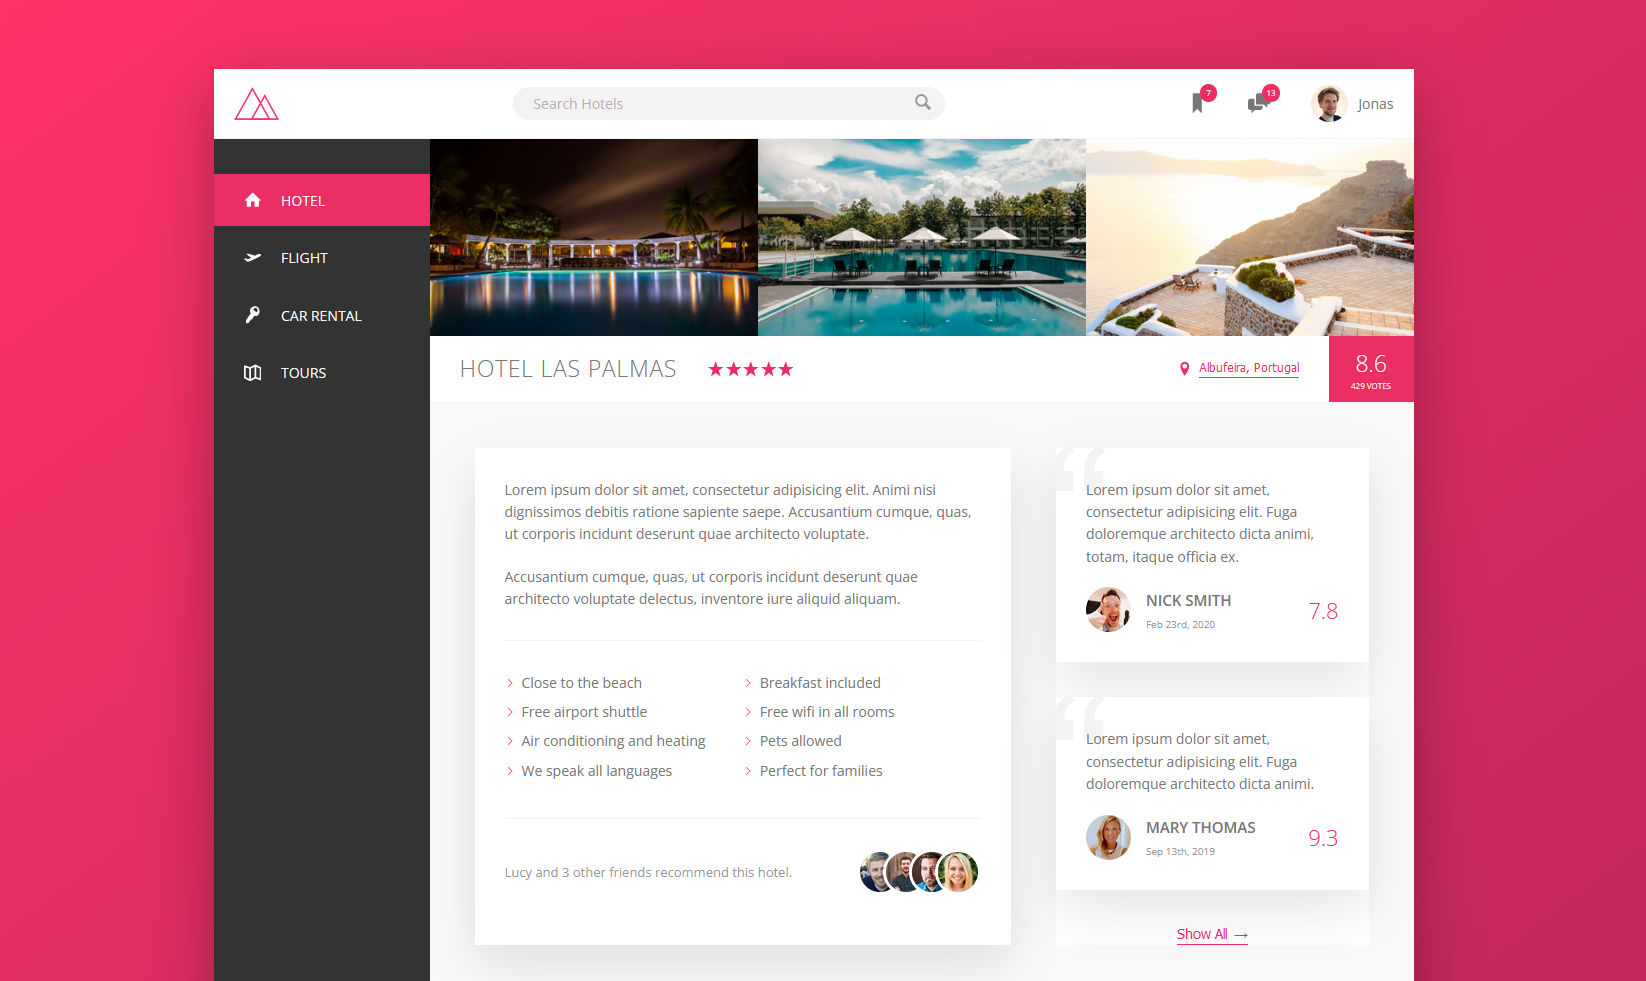 Search Hotels
7
13
Jonas
HOTEL
FLIGHT
CAR RENTAL
TOURS
HOTEL LAS PALMAS
Albufeira, Portugal
8.6
429 VOTES
Lorem ipsum dolor sit amet, consectetur adipisicing elit. Animi nisi
dignissimos debitis ratione sapiente saepe. Accusantium cumque, quas,
ut corporis incidunt deserunt quae architecto voluptate.
Accusantium cumque, quas, ut corporis incidunt deserunt quae
architecto voluptate delectus, inventore iure aliquid aliquam.
Close to the beach
Breakfast included
Free airport shuttle
Free wifi in all rooms
Air conditioning and heating
Pets allowed
We speak all languages
Perfect for families
Lucy and 3 other friends recommend this hotel.
“
Lorem ipsum dolor sit amet,
consectetur adipisicing elit. Fuga
doloremque architecto dicta animi,
totam, itaque officia ex.
NICK SMITH
Feb 23rd, 2020
7.8
“
Lorem ipsum dolor sit amet,
consectetur adipisicing elit. Fuga
doloremque architecto dicta animi.
MARY THOMAS
Sep 13th, 2019
9.3
Show All →